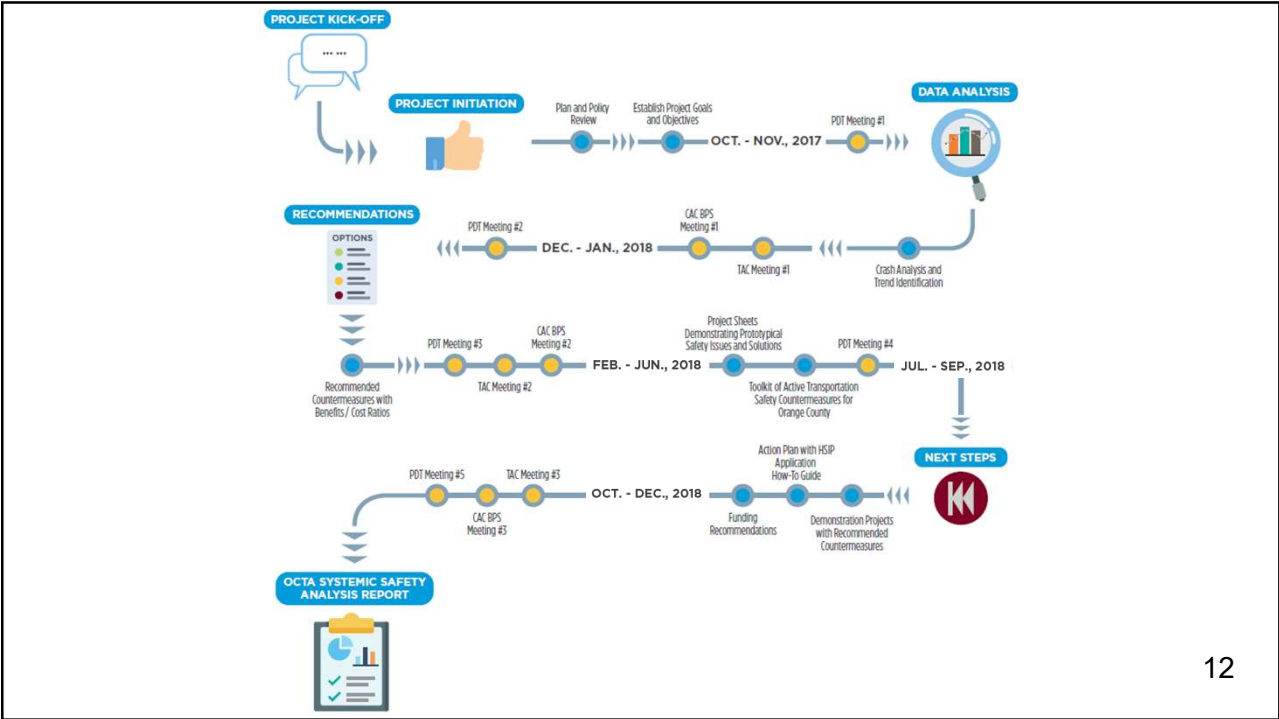 PROJECT KICK-OFF
... ...
PROJECT INITIATION
Plan and Policy
Review
Establish Project Goals
and Objectives
OCT. - NOV., 2017
PDT Meeting #1
DATA ANALYSIS
RECOMMENDATIONS
OPTIONS
PDT Meeting #2
DEC. - JAN., 2018
CAC BPS
Meeting #1
TAC Meeting #1
Crash Analysis and
Trend Identification
Recommended
Countermeasures with
Benefits / Cost Ratios
PDT Meeting #3
TAC Meeting #2
CAC BPS
Meeting #2
FEB. - JUN., 2018
Project Sheets
Demonstrating Prototypical
Safety Issues and Solutions
Toolkit of Active Transportation
Safety Countermeasures for
Orange County
PDT Meeting #4
JUL. - SEP., 2018
NEXT STEPS
PDT Meeting #5
CAC BPS
Meeting #3
TAC Meeting #3
OCT. - DEC., 2018
Funding
Recommendations
Action Plan with HSIP
Application
How-To Guide
Demonstration Projects
with Recommended
Countermeasures
OCTA SYSTEMIC SAFETY
ANALYSIS REPORT
12